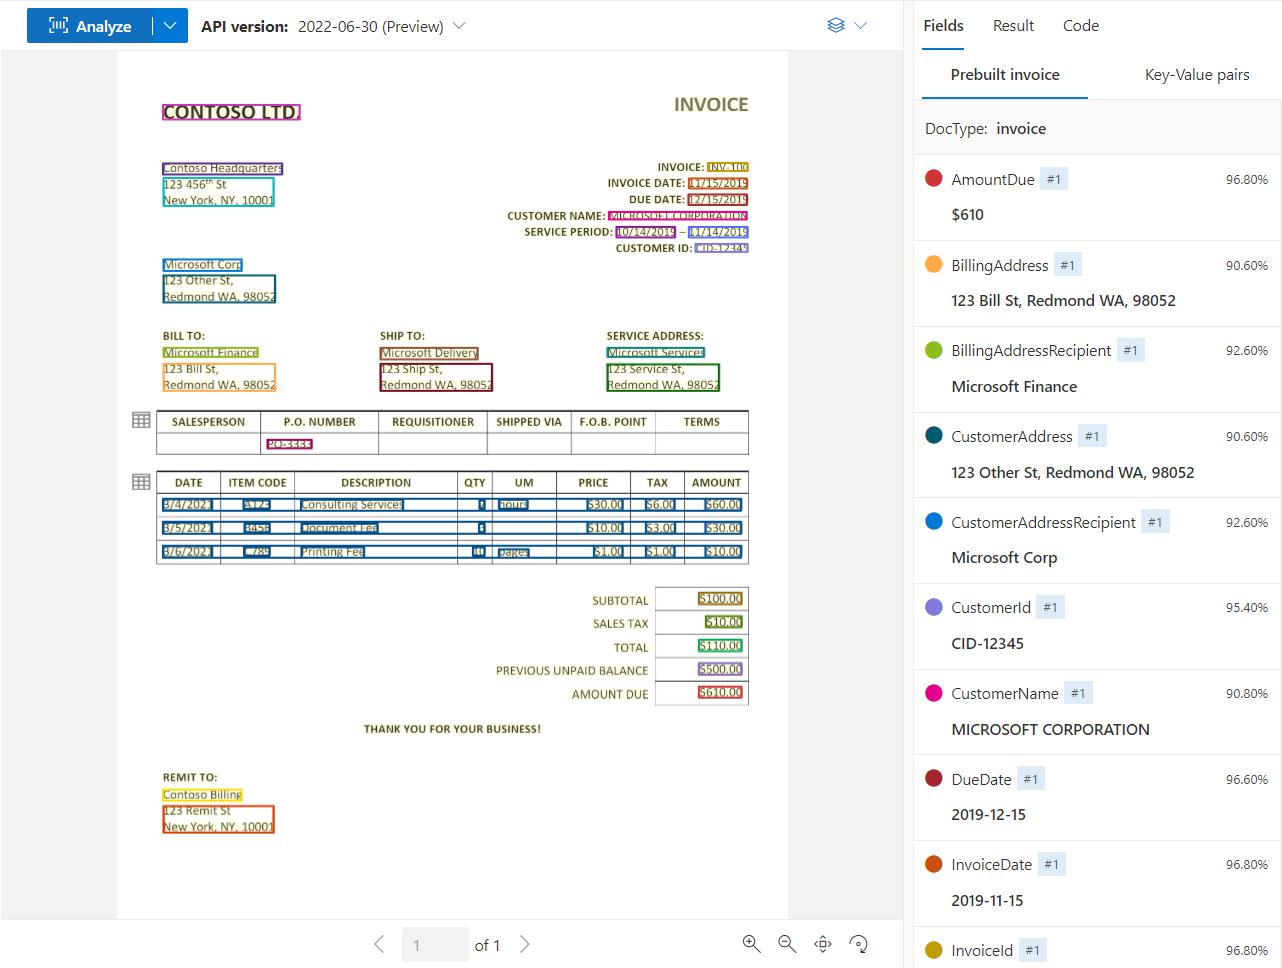 Analyze
API version: 2022-06-30 (Preview)
CONTOSO LTD.
INVOICE
Contoso Headquarters
123 456th St
New York, NY, 10001
INVOICE: INV-100
INVOICE DATE: 11/15/2019
DUE DATE: 12/15/2019
CUSTOMER NAME: MICROSOFT CORPORATION
SERVICE PERIOD: 10/14/2019 – 11/14/2019
CUSTOMER ID: CID-12345
Microsoft Corp
123 Other St,
Redmond WA, 98052
BILL TO:
Microsoft Finance
123 Bill St,
Redmond WA, 98052
SHIP TO:
Microsoft Delivery
123 Ship St,
Redmond WA, 98052
SERVICE ADDRESS:
Microsoft Services
123 Service St,
Redmond WA, 98052
SALESPERSON P.O. NUMBER REQUISITIONER SHIPPED VIA F.O.B. POINT TERMS
PO-3333
DATE ITEM CODE DESCRIPTION QTY UM PRICE TAX AMOUNT
3/4/2021 A123 Consulting Services 2 hours $30.00 $6.00 $60.00
3/5/2021 B456 Document Fee 3 $10.00 $3.00 $30.00
3/6/2021 C789 Printing Fee 10 pages $1.00 $1.00 $10.00
SUBTOTAL $100.00
SALES TAX $10.00
TOTAL $110.00
PREVIOUS UNPAID BALANCE $500.00
AMOUNT DUE $610.00
THANK YOU FOR YOUR BUSINESS!
REMIT TO:
Contoso Billing
123 Remit St
New York, NY, 10001
1 of 1
Fields Result Code
Prebuilt invoice Key-Value pairs
DocType: invoice
AmountDue #1 96.80%
$610
BillingAddress #1 90.60%
123 Bill St, Redmond WA, 98052
BillingAddressRecipient #1 92.60%
Microsoft Finance
CustomerAddress #1 90.60%
123 Other St, Redmond WA, 98052
CustomerAddressRecipient #1 92.60%
Microsoft Corp
CustomerId #1 95.40%
CID-12345
CustomerName #1 90.80%
MICROSOFT CORPORATION
DueDate #1 96.60%
2019-12-15
InvoiceDate #1 96.80%
2019-11-15
InvoiceId #1 96.80%